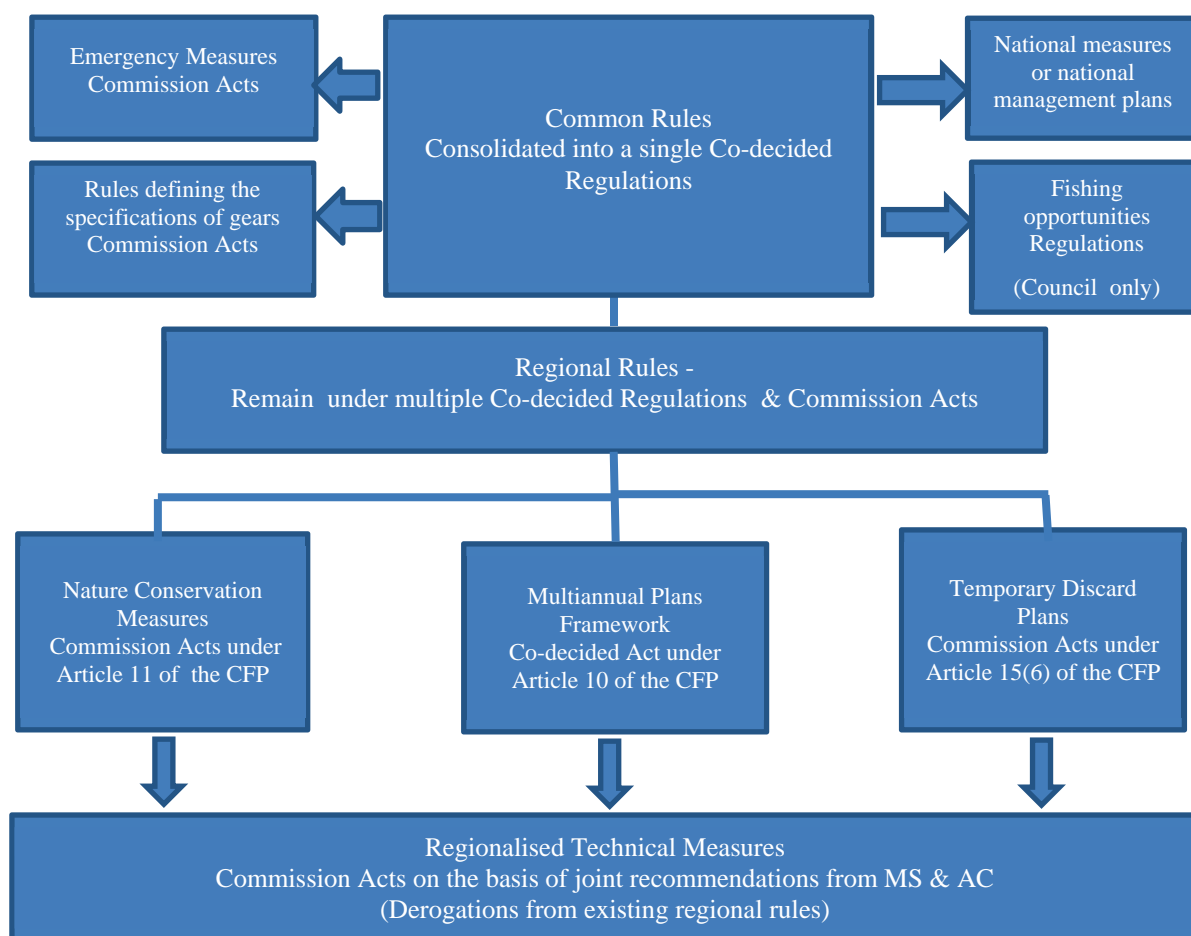 Emergency Measures
Commission Acts
Common Rules
Consolidated into a single Co-decided
Regulations
National measures
or national
management plans
Rules defining the
specifications of gears
Commission Acts
Fishing
opportunities
Regulations
(Council only)
Regional Rules -
Remain under multiple Co-decided Regulations & Commission Acts
Nature Conservation
Measures
Commission Acts under
Article 11 of the CFP
Multiannual Plans
Framework
Co-decided Act under
Article 10 of the CFP
Temporary Discard
Plans
Commission Acts under
Article 15(6) of the CFP
Regionalised Technical Measures
Commission Acts on the basis of joint recommendations from MS & AC
(Derogations from existing regional rules)